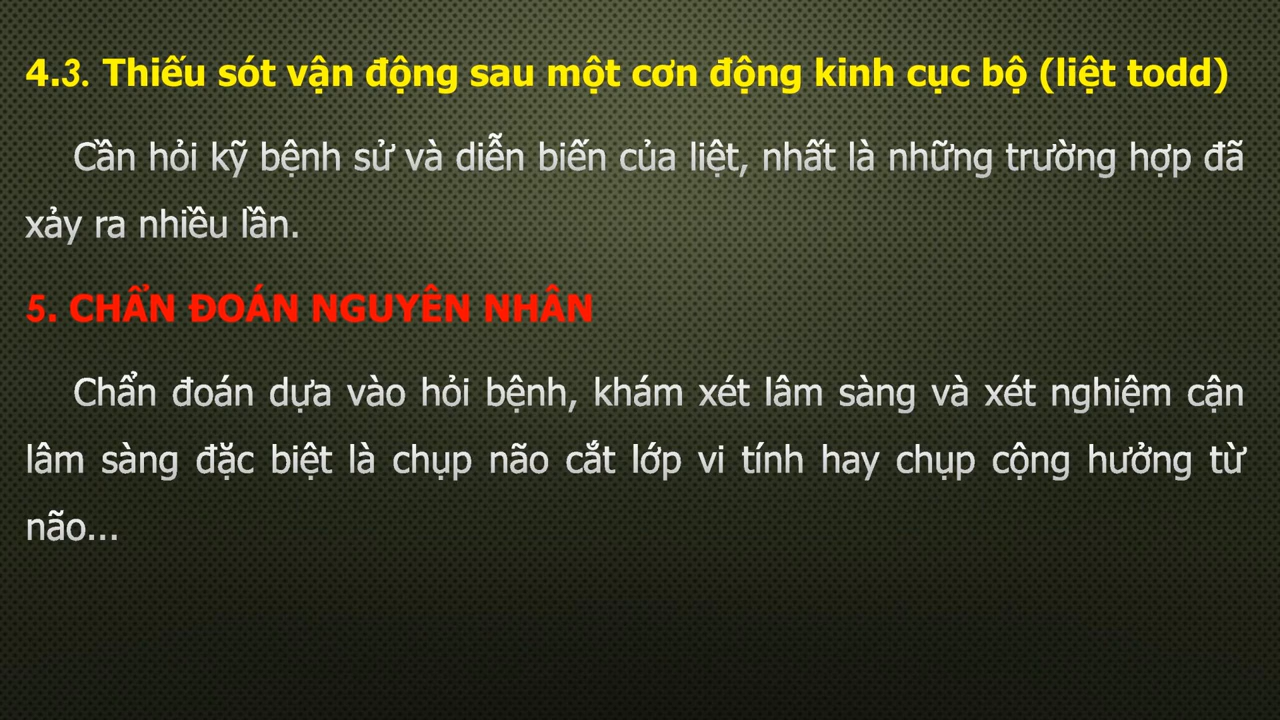 4.3. Thiếu sót vận động sau một cơn động kinh cục bộ (liệt todd)
Cần hỏi kỹ bệnh sử và diễn biến của liệt, nhất là những trường hợp đã
xảy ra nhiều lần.
5. CHẨN ĐOÁN NGUYÊN NHÂN
Chẩn đoán dựa vào hỏi bệnh, khám xét lâm sàng và xét nghiệm cận
lâm sàng đặc biệt là chụp não cắt lớp vi tính hay chụp cộng hưởng từ
não...